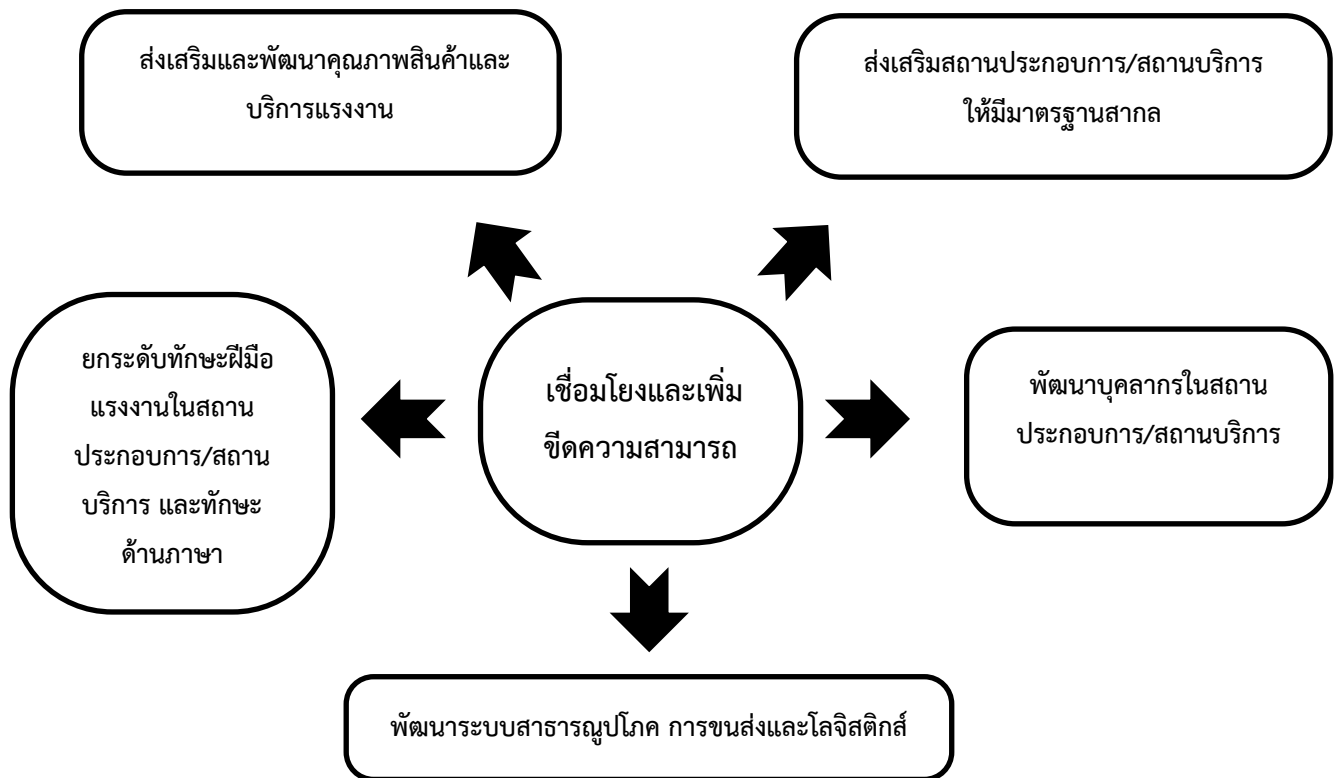 ส่งเสริมและพัฒนาคุณภาพสินค้าและ
บริการแรงงาน
ส่งเสริมสถานประกอบการ/สถานบริการ
ให้มีมาตรฐานสากล
ยกระดับทักษะฝีมือ
แรงงานในสถาน
ประกอบการ/สถาน
บริการ และทักษะ
ด้านภาษา
เชื่อมโยงและเพิ่ม
ขีดความสามารถ
พัฒนาบุคลากรในสถาน
ประกอบการ/สถานบริการ
พัฒนาระบบสาธารณูปโภค การขนส่งและโลจิสติกส์